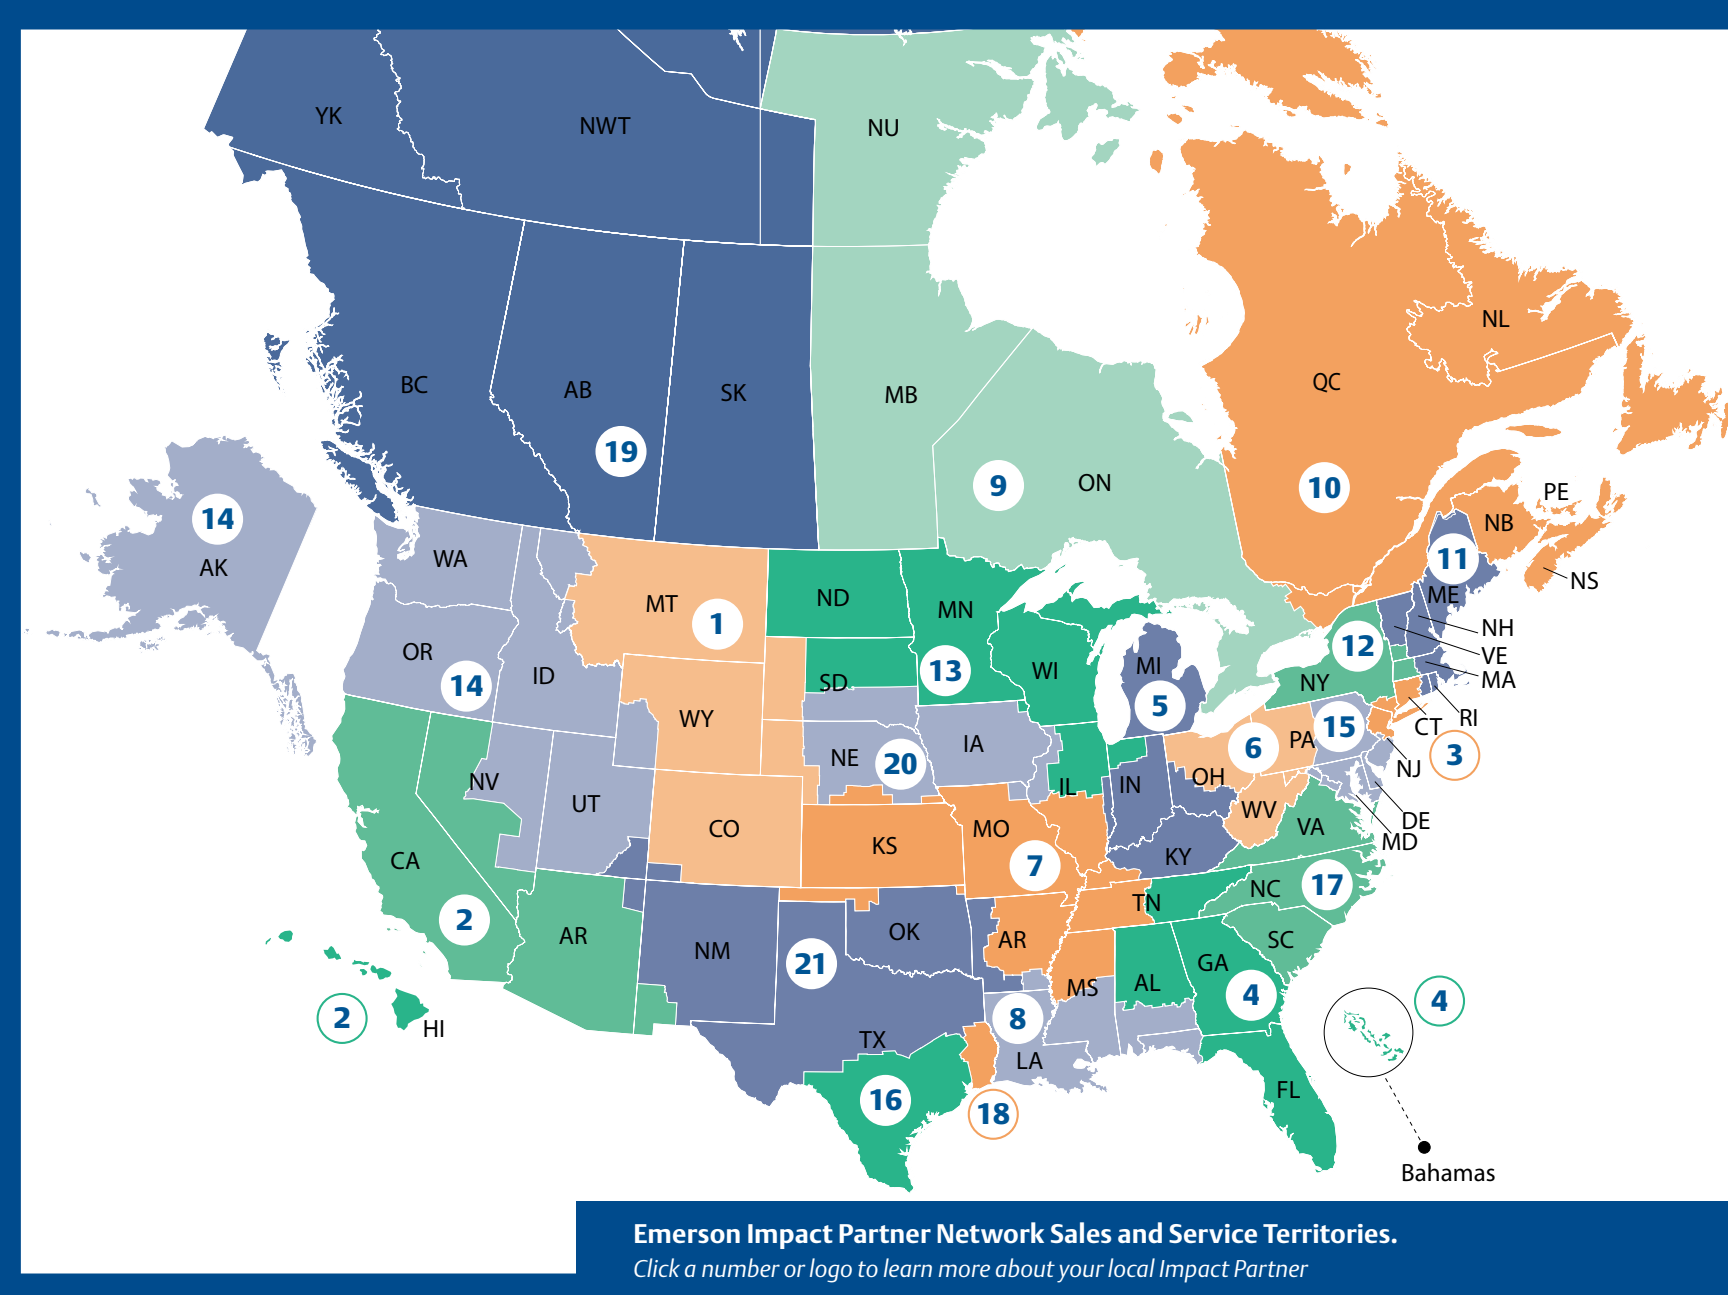 YK
NWT
NU
NL
BC
AB
SK
MB
QC
19
9
ON
10
PE
NB
14
AK
WA
11
NS
MT
1
ND
MN
ME
NH
OR
14
ID
SD
13
WI
MI
5
12
NY
VE
MA
WY
NE
20
IA
6
PA
15
CT
RI
3
NV
UT
IL
IN
OH
NJ
CO
KS
MO
WV
VA
DE
MD
CA
7
KY
2
AR
NM
21
OK
AR
TN
NC
17
SC
MS
AL
GA
4
4
2
HI
TX
8
LA
16
18
FL
Bahamas
Emerson Impact Partner Network Sales and Service Territories.
Click a number or logo to learn more about your local Impact Partner